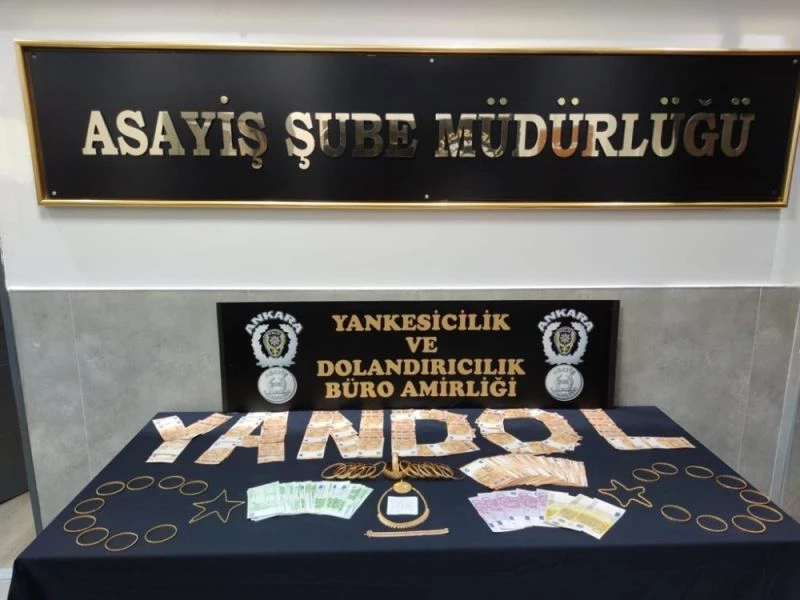 ASAYİŞ ŞUBE MÜDÜRLÜĞÜ
ANKARA
YANKESİCİLİK
VE
DOLANDIRICILIK
BÜRO AMİRLİĞİ
ANKARA
YANDOL